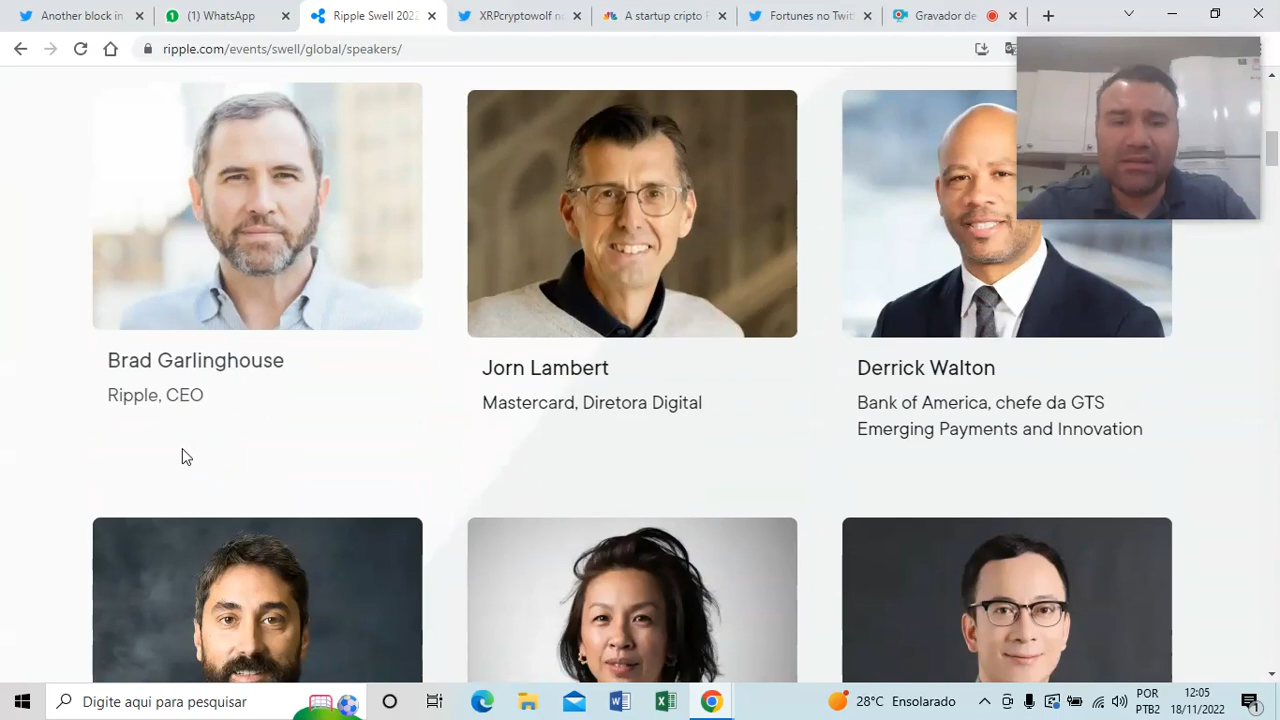 Another block in
(1) WhatsApp
Ripple Swell 2022
XRPcryptowolf no
A startup cripto F
Fortunes no Twit
Gravador de
ripple.com/events/swell/global/speakers/
Brad Garlinghouse
Ripple, CEO
Jorn Lambert
Mastercard, Diretora Digital
Derrick Walton
Bank of America, chefe da GTS
Emerging Payments and Innovation
Digite aqui para pesquisar
28°C Ensolarado
POR
PTB2
12:05
18/11/2022